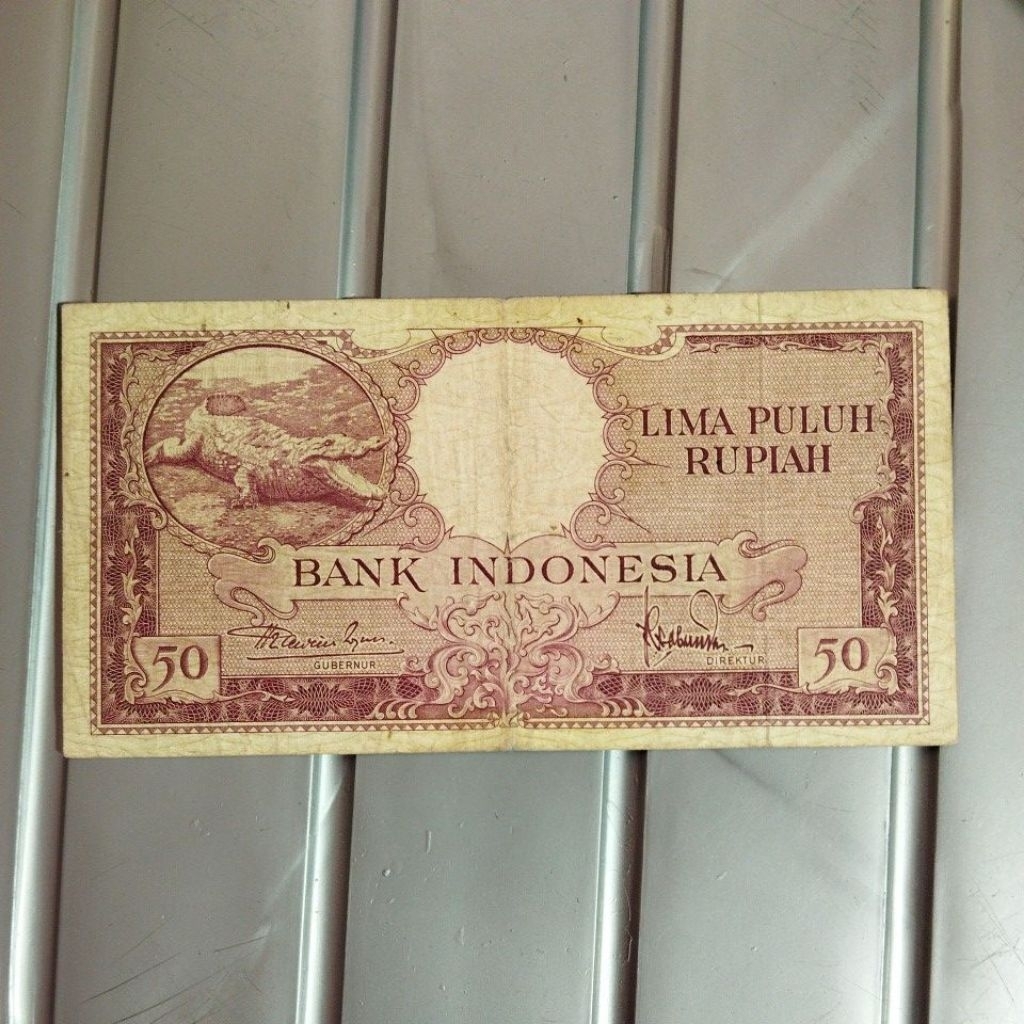 LIMA PULUH
RUPIAH
BANK INDONESIA
GUBERNUR
DIREKTUR
50
50